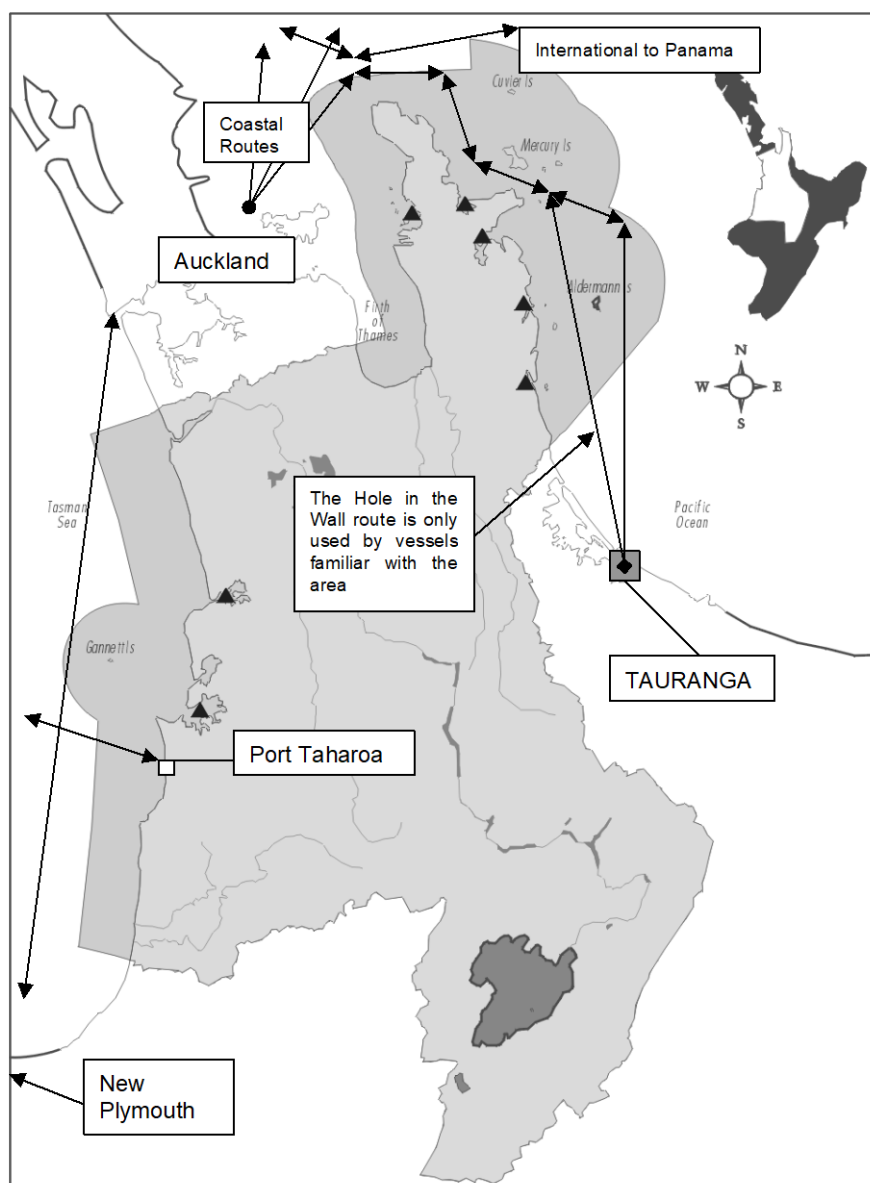 International to Panama
Cuvier Is
Coastal
Routes
Mercury Is
Auckland
Aldermann Is
Firth
of
Thames
N
W
E
S
The Hole in the
Wall route is only
used by vessels
familiar with the
area
Tasman
Sea
Pacific
Ocean
Gannett Is
TAURANGA
Port Taharoa
New
Plymouth